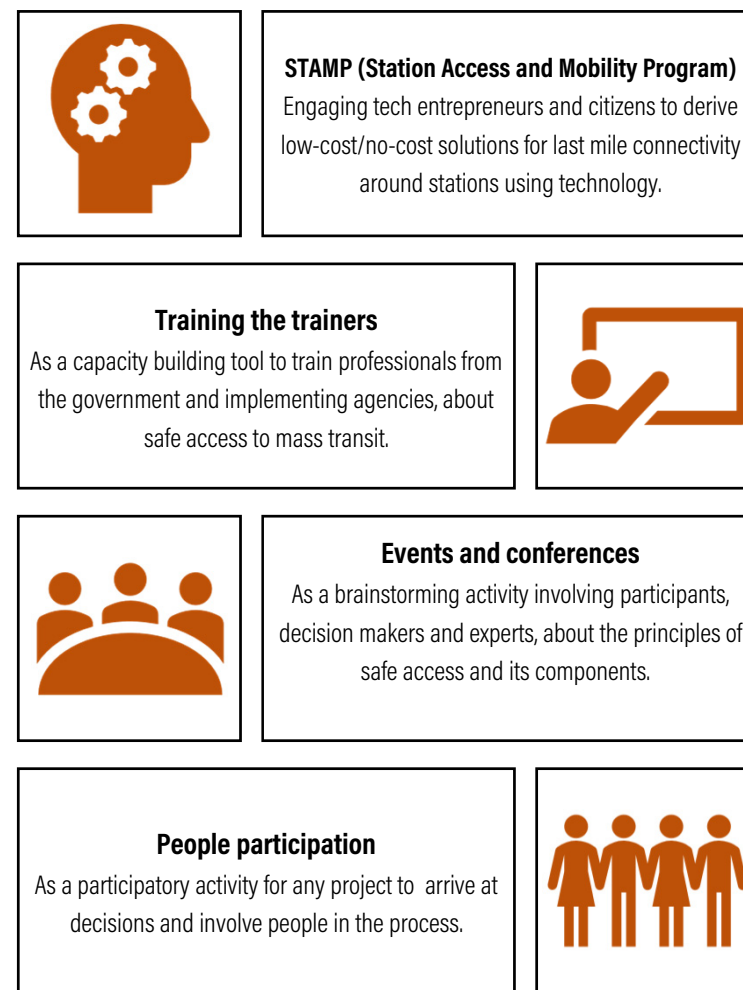 STAMP (Station Access and Mobility Program)
Engaging tech entrepreneurs and citizens to derive
low-cost/no-cost solutions for last mile connectivity
around stations using technology.
Training the trainers
As a capacity building tool to train professionals from
the government and implementing agencies, about
safe access to mass transit.
Events and conferences
As a brainstorming activity involving participants,
decision makers and experts, about the principles of
safe access and its components.
People participation
As a participatory activity for any project to  arrive at
decisions and involve people in the process.